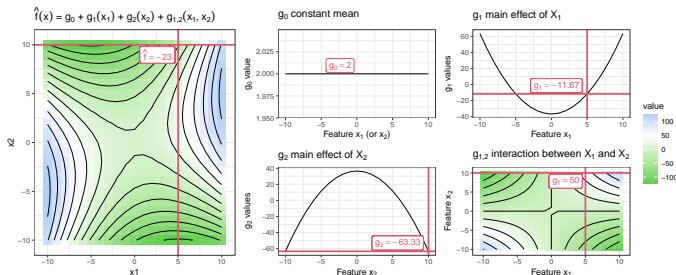 f̂(x) = g₀ + g₁(x₁) + g₂(x₂) + g₁,₂(x₁, x₂)
f̂=−23
10
5
0
−5
−10
x2
−10
−5
0
5
10
x1
g₀ constant mean
g₀=2
2.025
2.000
1.975
1.950
g₀ value
−10
−5
0
5
10
Feature x₁ (or x₂)
g₁ main effect of X₁
g₁=−11.67
60
40
20
0
−20
−40
g₁ values
−10
−5
0
5
10
Feature x₁
g₂ main effect of X₂
g₂=−63.33
20
0
−20
−40
−60
g₂ values
−10
−5
0
5
10
Feature x₂
g₁,₂ interaction between X₁ and X₂
g₁=50
10
5
0
−5
−10
Feature x₂
−10
−5
0
5
10
Feature x₁
value
100
50
0
−50
−100